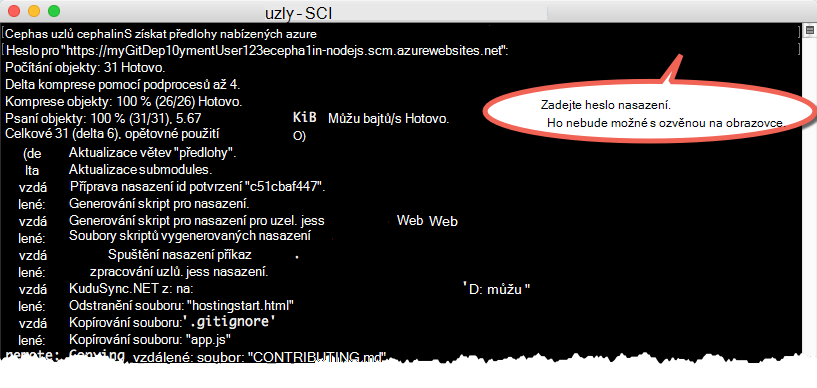 uzly - SCI
Cephas uzlů cephalinS získat předlohy nabízených azure
Heslo pro "https://myGitDep10ymentUser123ecepha1in-nodejs.scm.azurewebsites.net":
Počítání objekty: 31 Hotovo.
Delta komprese pomocí podprocesů až 4.
Komprese objekty: 100 % (26/26) Hotovo.
Psaní objekty: 100 % (31/31), 5.67 KiB Můžu bajtů/s Hotovo.
Celkové 31 (delta 6), opětovné použití O)
Zadejte heslo nasazení.
Ho nebude možné s ozvěnou na obrazovce.
(de Aktualizace větev "předlohy".
lta Aktualizace submodules.
vzdá Příprava nasazení id potvrzení "c51cbaf447".
lené: Generování skript pro nasazení.
vzdá Generování skript pro nasazení pro uzel. jess Web Web
lené: Soubory skriptů vygenerovaných nasazení
vzdá Spuštění nasazení příkaz .
lené: zpracování uzlů. jess nasazení.
vzdá KuduSync.NET z: na: 'D: můžu "
lené: Odstranění souboru: "hostingstart.html"
vzdá Kopírování souboru: '.gitignore'
lené: Kopírování souboru: "app.js"
remote: Copying vzdálené: soubor: "CONTRIBUTING.md"